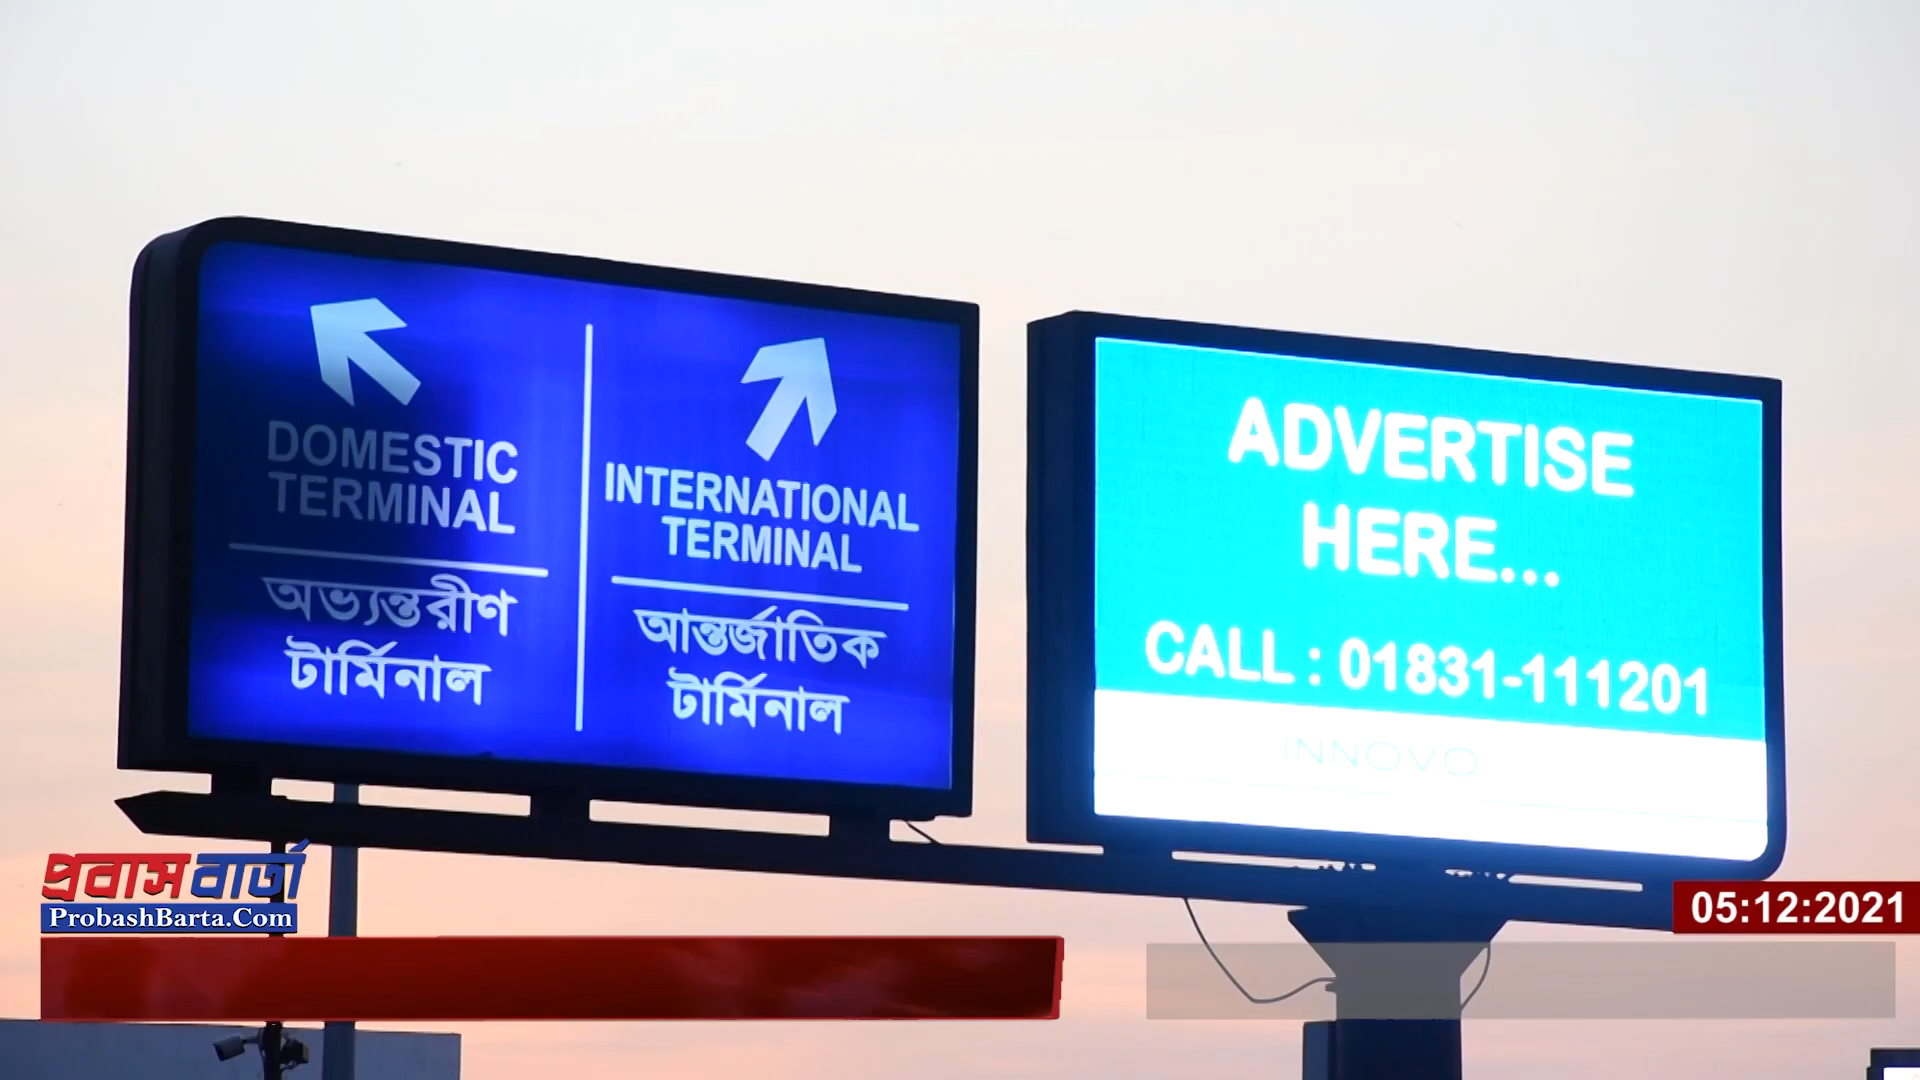 DOMESTIC
TERMINAL
অভ্যন্তরীণ
টার্মিনাল
INTERNATIONAL
TERMINAL
আন্তর্জাতিক
টার্মিনাল
ADVERTISE
HERE...
CALL : 01831-111201
INNOVO
প্রবাস বার্তা
ProbashBarta.Com
05:12:2021